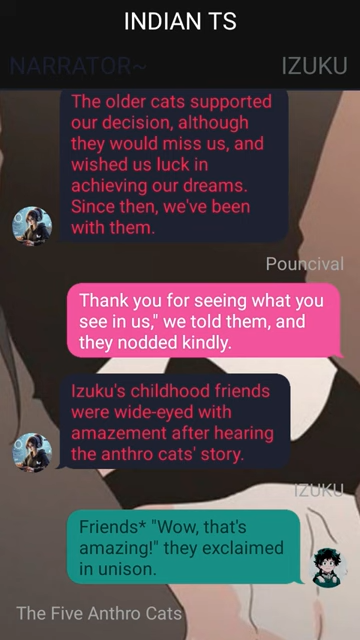 INDIAN TS
NARRATOR~
IZUKU
The older cats supported
our decision, although
they would miss us, and
wished us luck in
achieving our dreams.
Since then, we've been
with them.
Pouncival
Thank you for seeing what you
see in us," we told them, and
they nodded kindly.
Izuku's childhood friends
were wide-eyed with
amazement after hearing
the anthro cats' story.
IZUKU
Friends* "Wow, that's
amazing!" they exclaimed
in unison.
The Five Anthro Cats